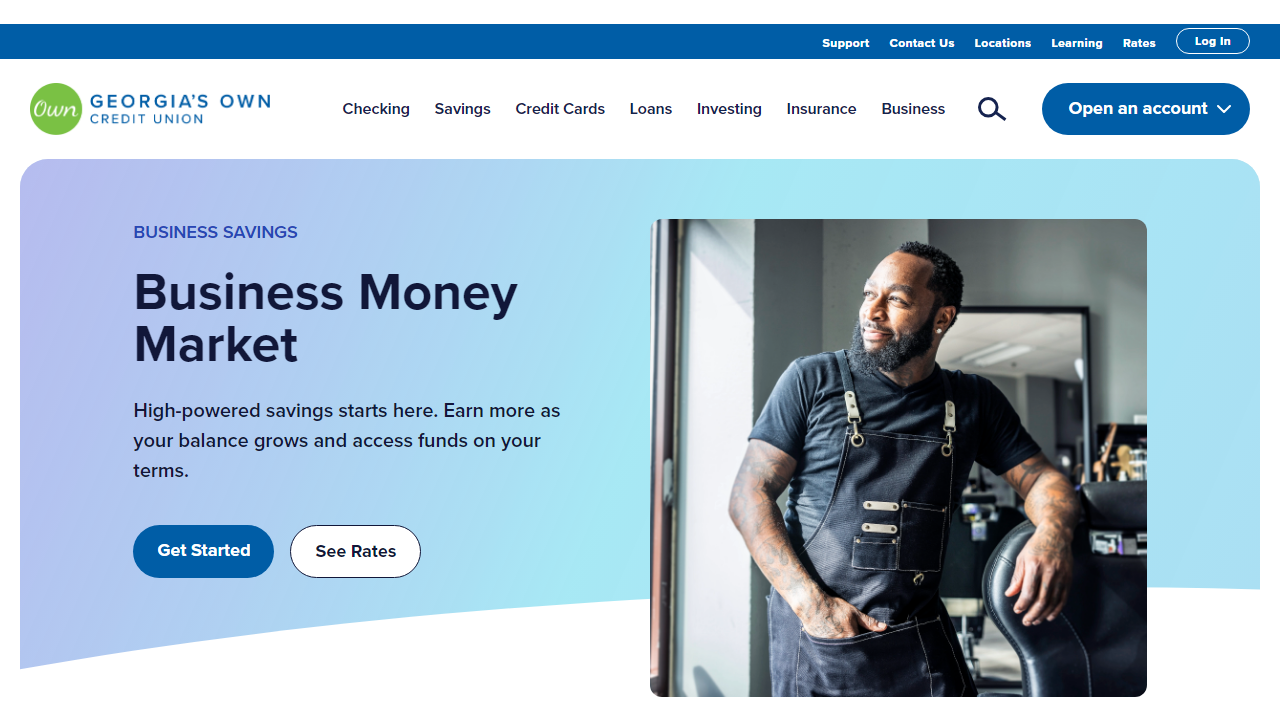 Support Contact Us Locations Learning Rates Log In
Own GEORGIA'S OWN
CREDIT UNION
Checking Savings Credit Cards Loans Investing Insurance Business
Open an account
BUSINESS SAVINGS
Business Money
Market
High-powered savings starts here. Earn more as
your balance grows and access funds on your
terms.
Get Started See Rates